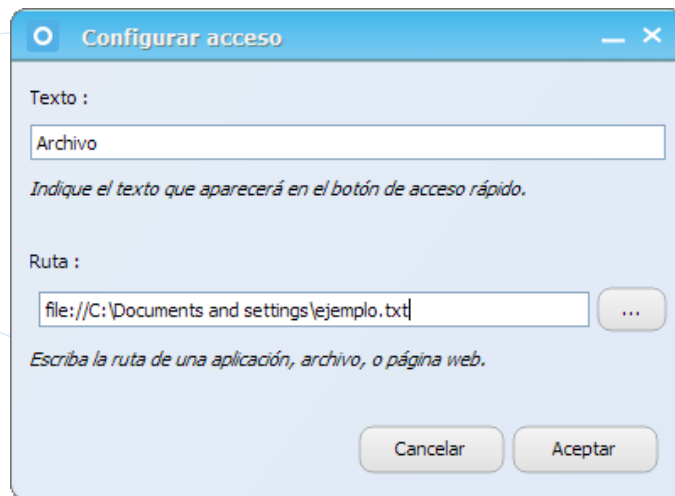 Configurar acceso
Texto :
Archivo
Indique el texto que aparecerá en el botón de acceso rápido.
Ruta :
file://C:\Documents and settings\ejemplo.txt
...
Escriba la ruta de una aplicación, archivo, o página web.
Cancelar Aceptar